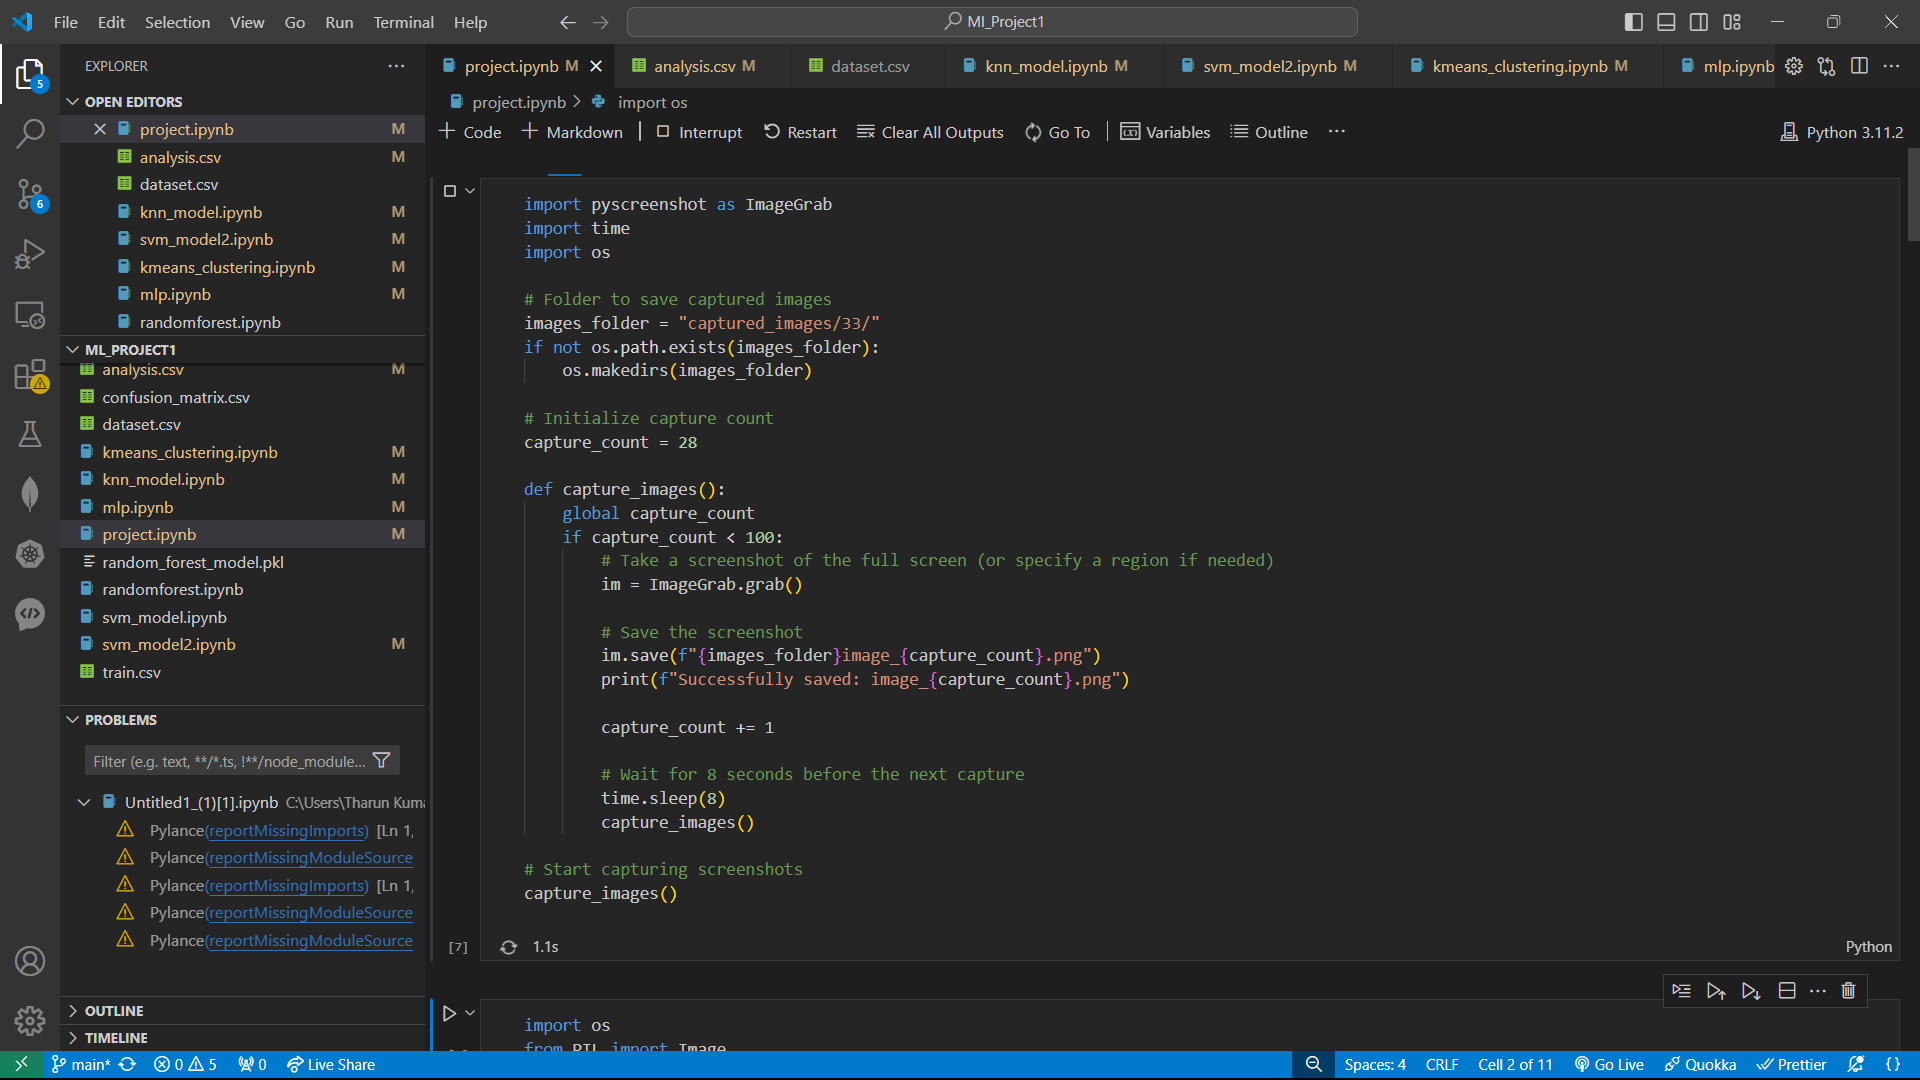 File Edit Selection View Go Run Terminal Help
Ml_Project1
EXPLORER
OPEN EDITORS
project.ipynb M
analysis.csv M
dataset.csv
knn_model.ipynb M
svm_model2.ipynb M
kmeans_clustering.ipynb M
mlp.ipynb M
randomforest.ipynb
ML_PROJECT1
analysis.csv M
confusion_matrix.csv
dataset.csv
kmeans_clustering.ipynb M
knn_model.ipynb M
mlp.ipynb M
project.ipynb M
random_forest_model.pkl
randomforest.ipynb
svm_model.ipynb
svm_model2.ipynb M
train.csv
PROBLEMS
Filter (e.g. text, **/*.ts, !**/node_module...
Untitled1_(1)[1].ipynb C:\Users\Tharun Kuma
Pylance(reportMissingImports) [Ln 1,
Pylance(reportMissingModuleSource
Pylance(reportMissingImports) [Ln 1,
Pylance(reportMissingModuleSource
Pylance(reportMissingModuleSource
OUTLINE
TIMELINE
5
6
project.ipynb M analysis.csv M dataset.csv knn_model.ipynb M svm_model2.ipynb M kmeans_clustering.ipynb M mlp.ipynb
project.ipynb > import os
Code Markdown Interrupt Restart Clear All Outputs Go To Variables Outline ... Python 3.11.2
import pyscreenshot as ImageGrab
import time
import os
# Folder to save captured images
images_folder = "captured_images/33/"
if not os.path.exists(images_folder):
os.makedirs(images_folder)
# Initialize capture count
capture_count = 28
def capture_images():
global capture_count
if capture_count < 100:
# Take a screenshot of the full screen (or specify a region if needed)
im = ImageGrab.grab()
# Save the screenshot
im.save(f"{images_folder}image_{capture_count}.png")
print(f"Successfully saved: image_{capture_count}.png")
capture_count += 1
# Wait for 8 seconds before the next capture
time.sleep(8)
capture_images()
# Start capturing screenshots
capture_images()
[7] 1.1s Python
import os
from PIL import Image
main* 0 5 0 Live Share Spaces: 4 CRLF Cell 2 of 11 Go Live Quokka Prettier {}